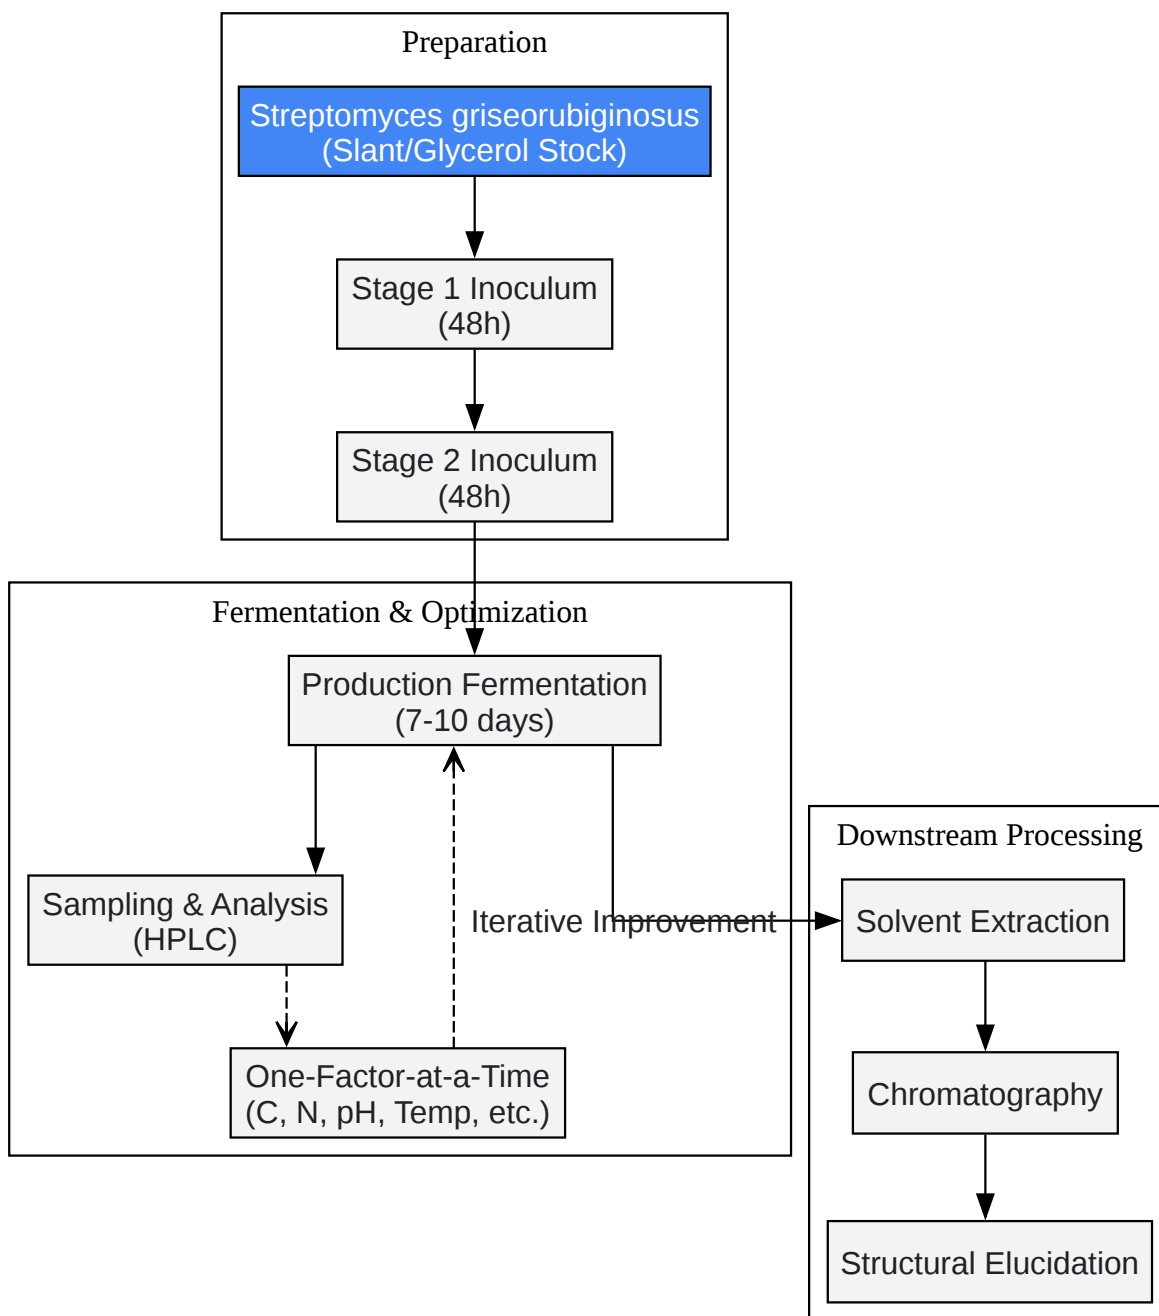 Preparation
Streptomyces griseorubiginosus
(Slant/Glycerol Stock)
Stage 1 Inoculum
(48h)
Stage 2 Inoculum
(48h)
Fermentation & Optimization
Production Fermentation
(7-10 days)
Sampling & Analysis
(HPLC)
Iterative Improvement
One-Factor-at-a-Time
(C, N, pH, Temp, etc.)
Downstream Processing
Solvent Extraction
Chromatography
Structural Elucidation